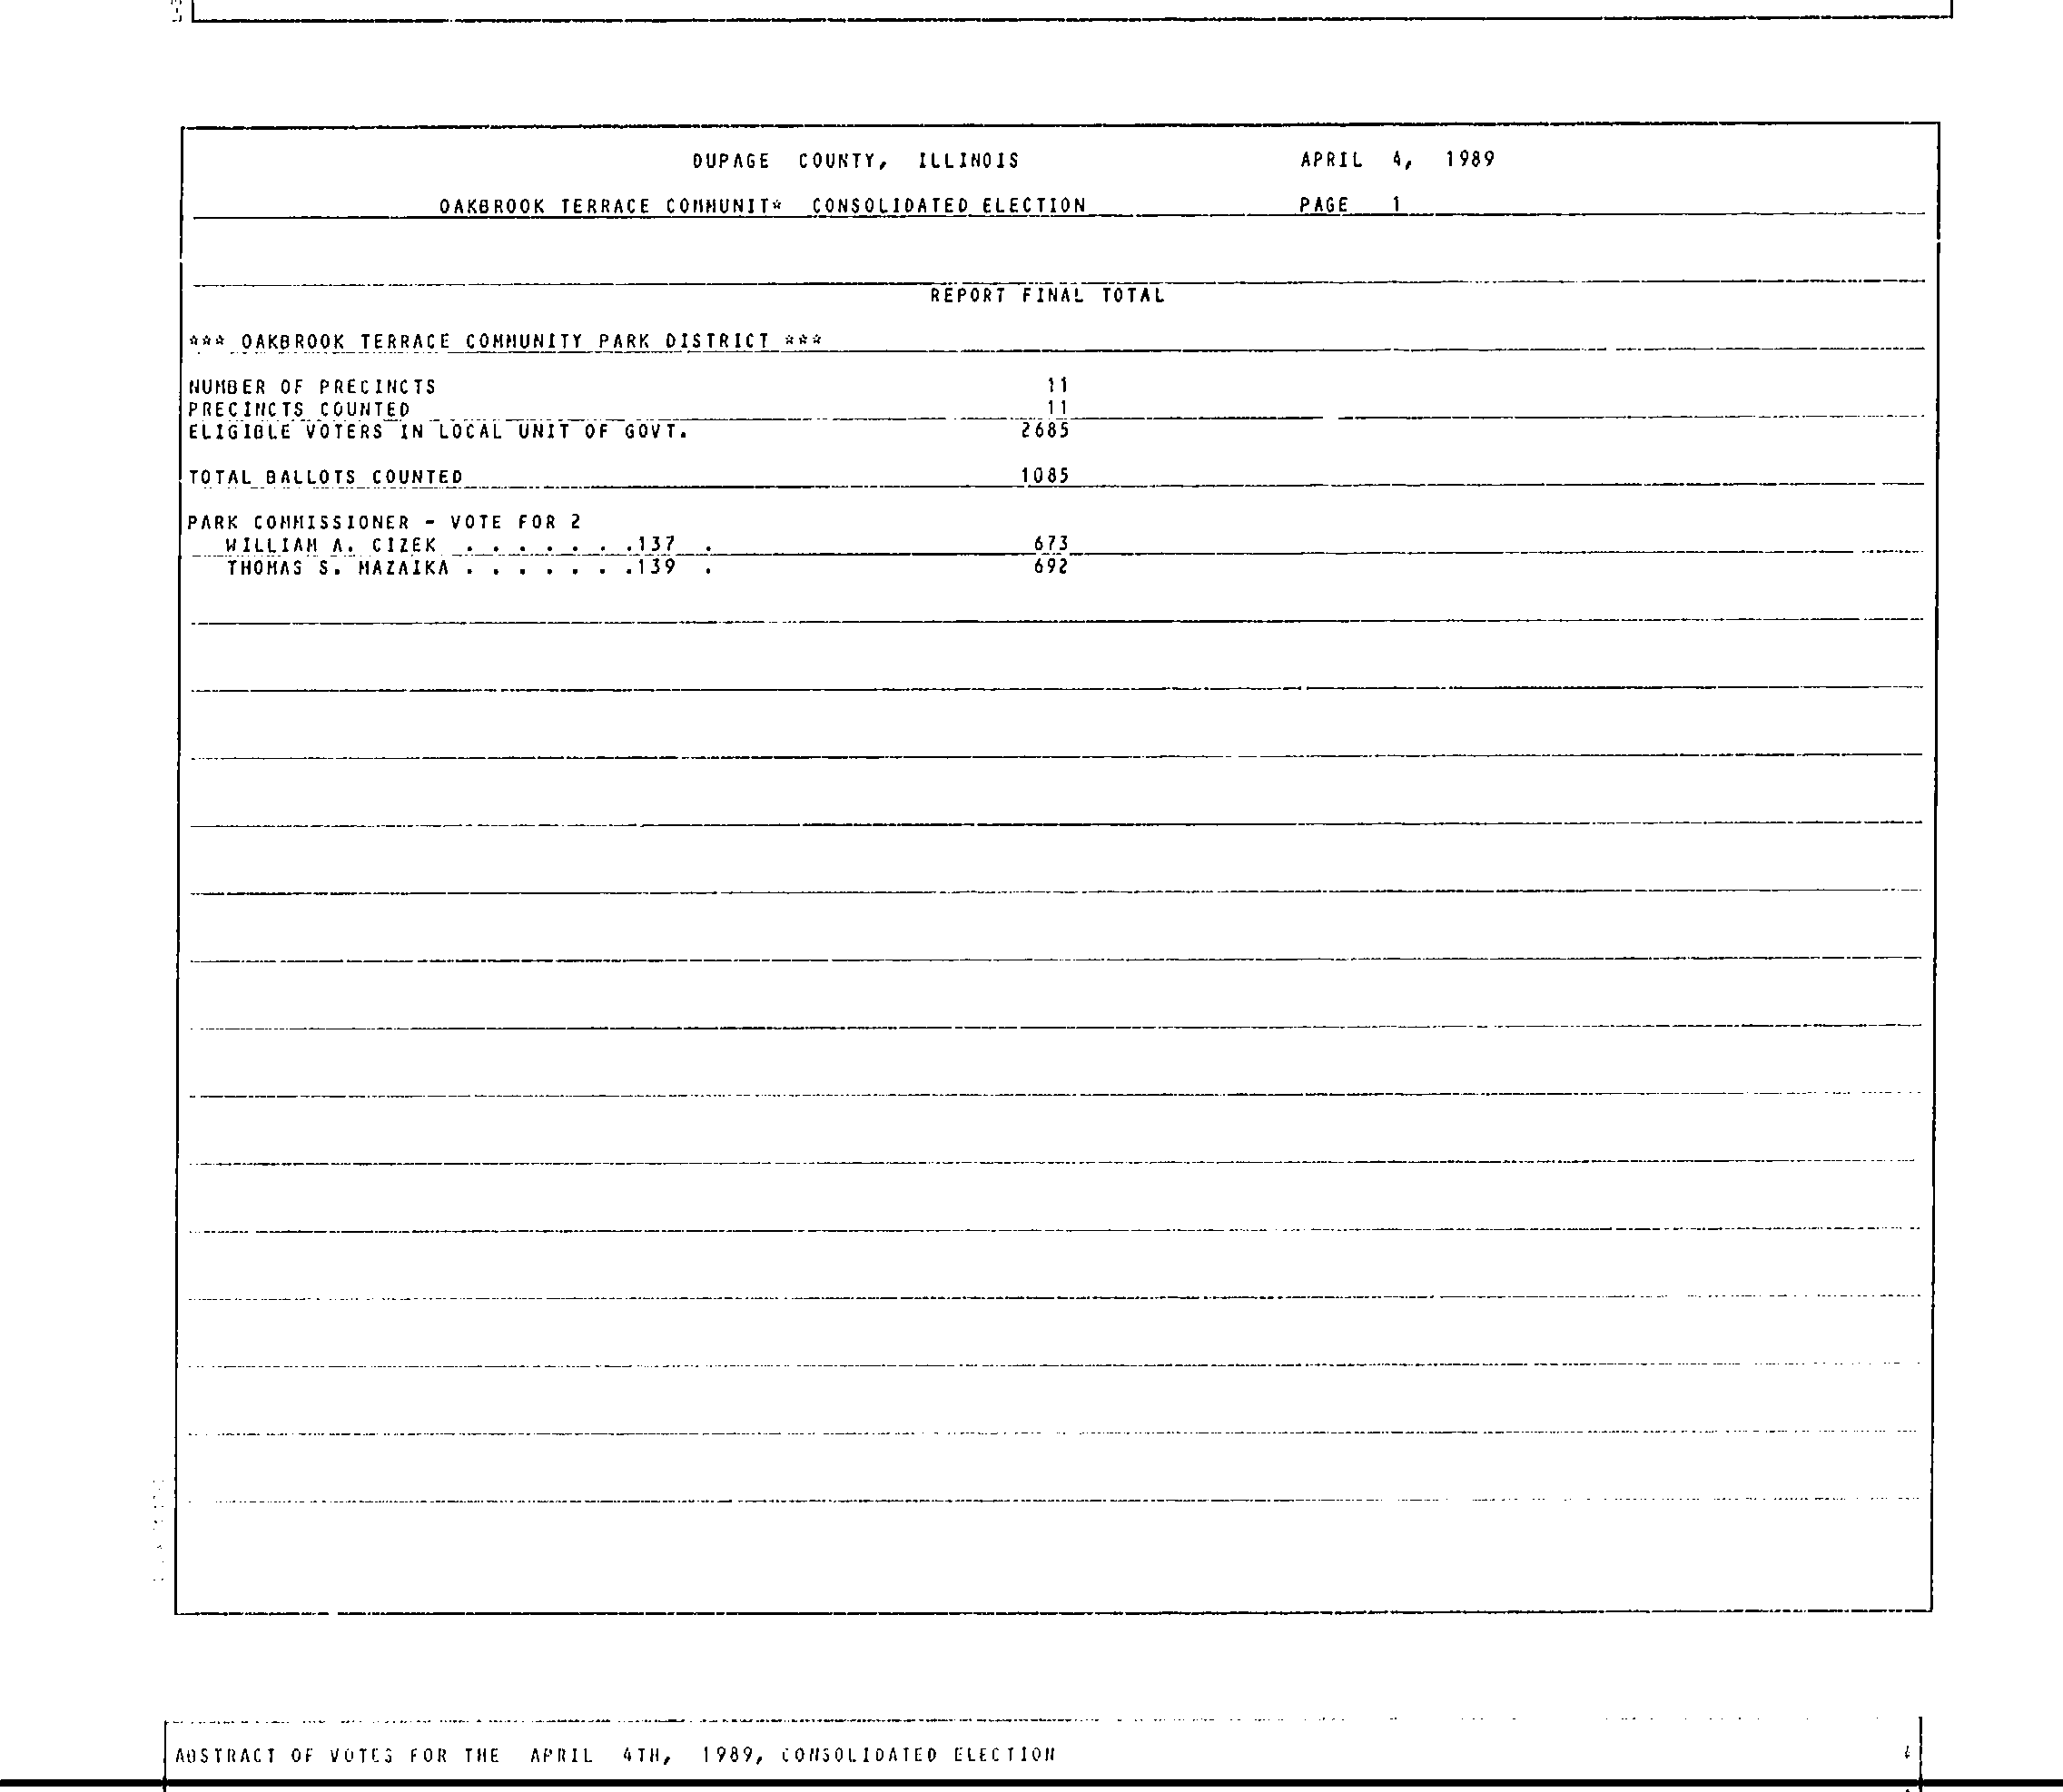 DUPAGE COUNTY, ILLINOIS APRIL 4, 1989
OAKBROOK TERRACE COMMUNIT* CONSOLIDATED ELECTION PAGE 1
REPORT FINAL TOTAL
*** OAKBROOK TERRACE COMMUNITY PARK DISTRICT ***
NUMBER OF PRECINCTS 11
PRECINCTS COUNTED 11
ELIGIBLE VOTERS IN LOCAL UNIT OF GOVT. 2685
TOTAL BALLOTS COUNTED 1085
PARK COMMISSIONER - VOTE FOR 2
WILLIAM A. CIZEK . . . . . . .137 . 673
THOMAS S. MAZAIKA . . . . . . .139 . 692
ABSTRACT OF VOTES FOR THE APRIL 4TH, 1989, CONSOLIDATED ELECTION